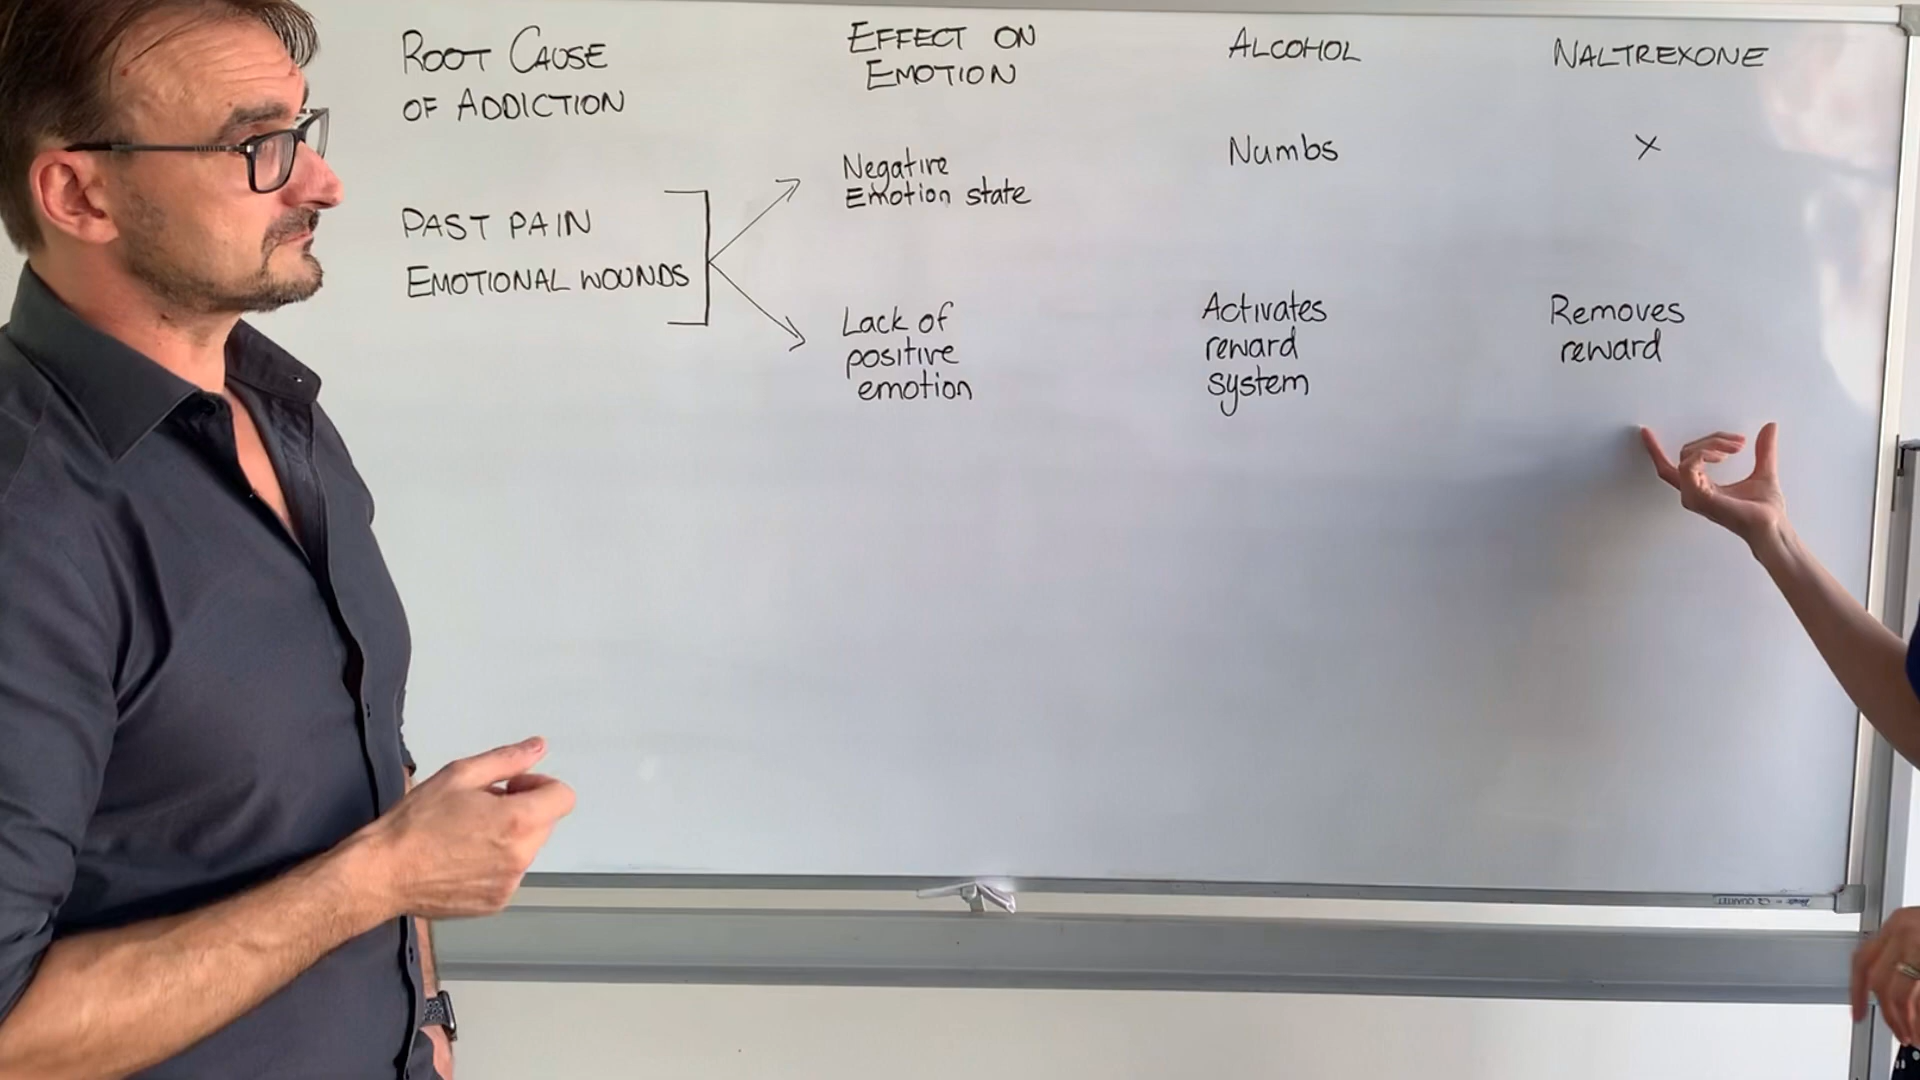 ROOT CAUSE
OF ADDICTION
EFFECT ON
EMOTION
ALCOHOL
NALTREXONE
PAST PAIN
EMOTIONAL WOUNDS
Negative
Emotion state
Numbs
X
Lack of
positive
emotion
Activates
reward
system
Removes
reward
QUARTET